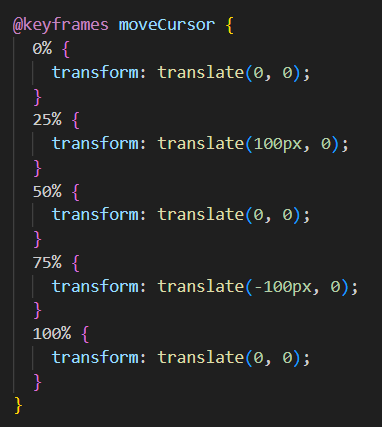 @keyframes moveCursor {
  0% {
    transform: translate(0, 0);
  }
  25% {
    transform: translate(100px, 0);
  }
  50% {
    transform: translate(0, 0);
  }
  75% {
    transform: translate(-100px, 0);
  }
  100% {
    transform: translate(0, 0);
  }
}